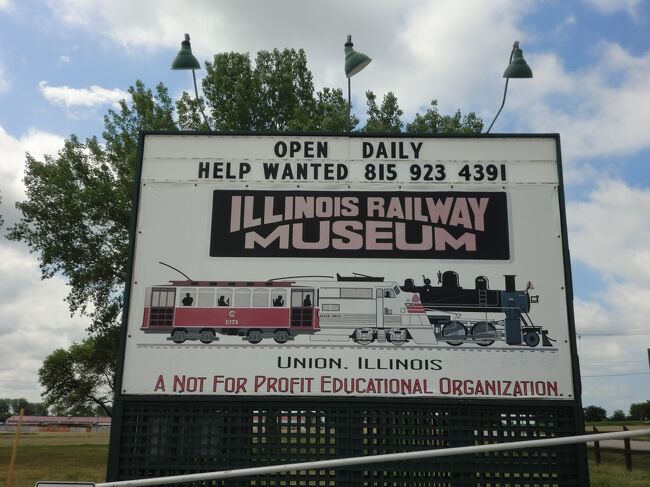 OPEN DAILY
HELP WANTED 815 923 4391
ILLINOIS RAILWAY
MUSEUM
UNION, ILLINOIS
A NOT FOR PROFIT EDUCATIONAL ORGANIZATION.